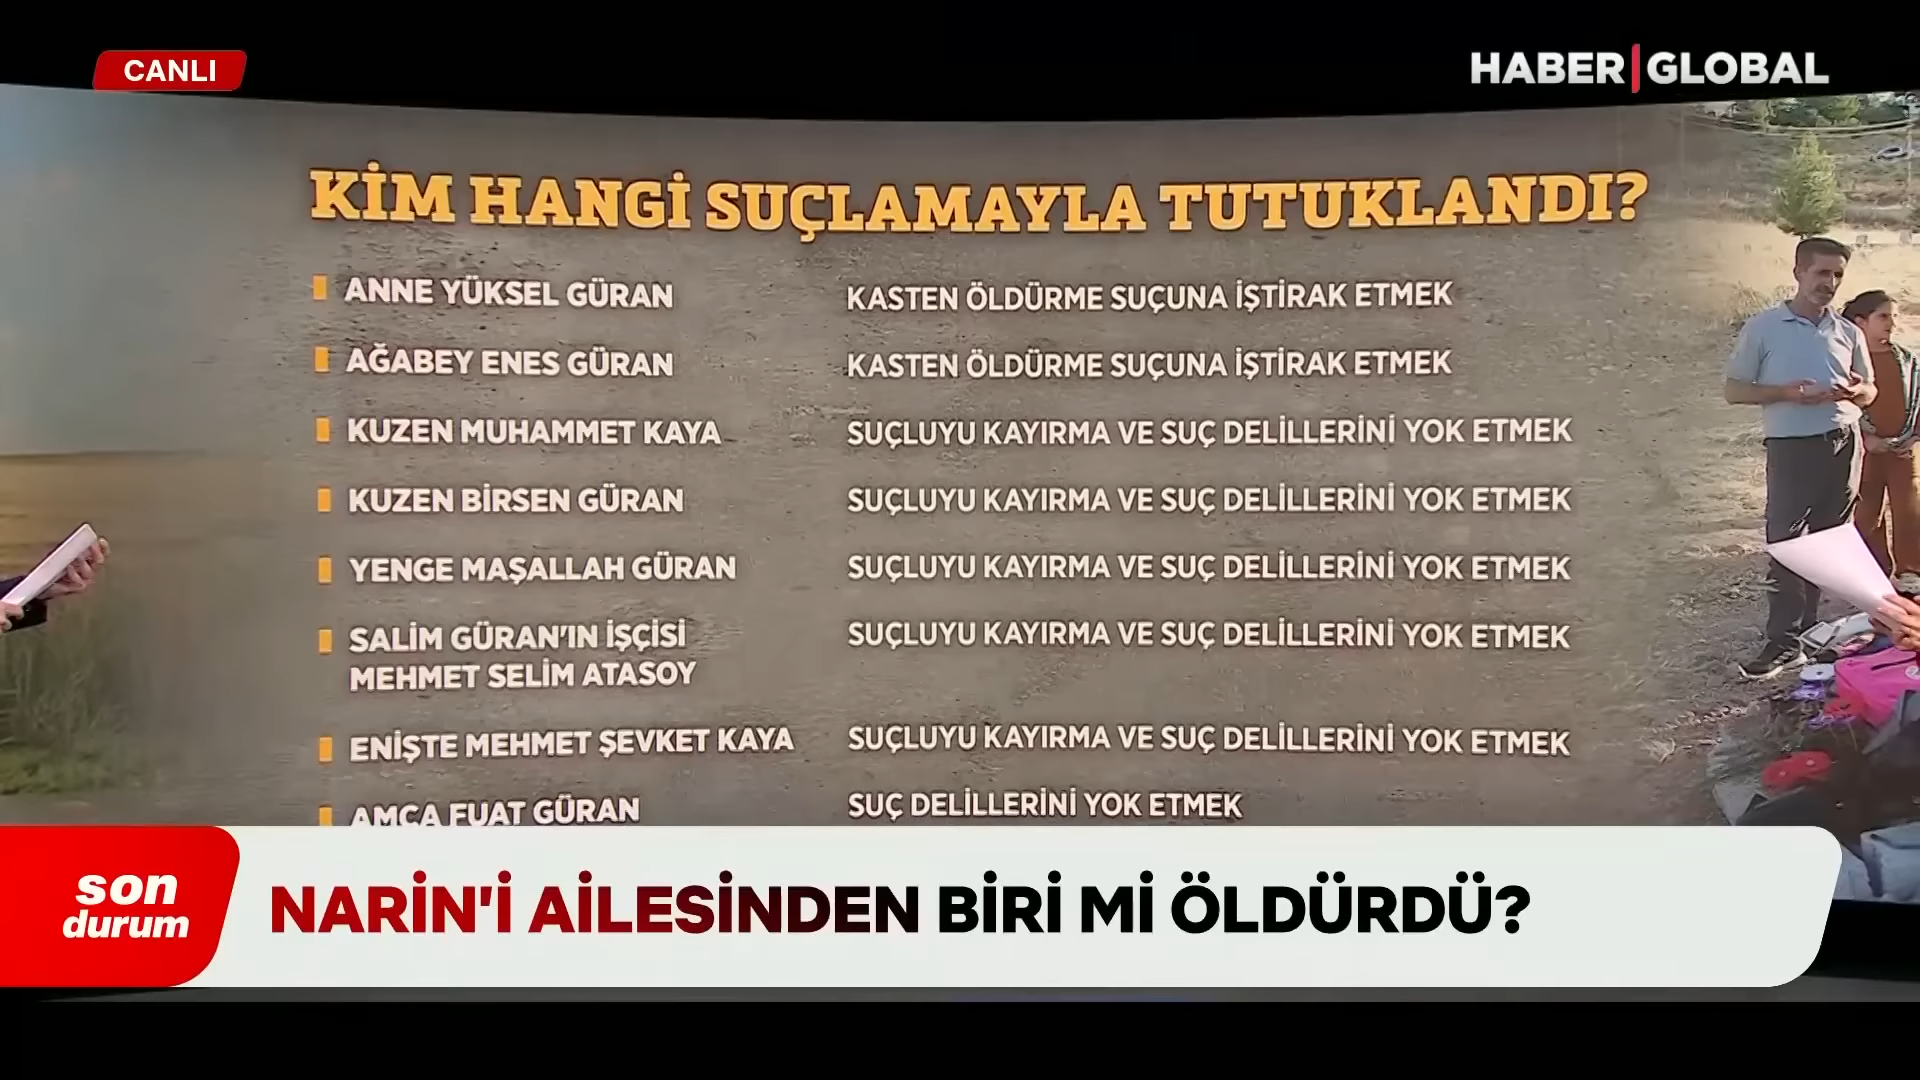 CANLI
HABER GLOBAL
KİM HANGİ SUÇLAMAYLA TUTUKLANDI?
ANNE YÜKSEL GÜRAN KASTEN ÖLDÜRME SUÇUNA İŞTİRAK ETMEK
AĞABEY ENES GÜRAN KASTEN ÖLDÜRME SUÇUNA İŞTİRAK ETMEK
KUZEN MUHAMMET KAYA SUÇLUYU KAYIRMA VE SUÇ DELİLLERİNİ YOK ETMEK
KUZEN BİRSEN GÜRAN SUÇLUYU KAYIRMA VE SUÇ DELİLLERİNİ YOK ETMEK
YENGE MAŞALLAH GÜRAN SUÇLUYU KAYIRMA VE SUÇ DELİLLERİNİ YOK ETMEK
SALİM GÜRAN'IN İŞÇİSİ SUÇLUYU KAYIRMA VE SUÇ DELİLLERİNİ YOK ETMEK
MEHMET SELİM ATASOY
ENİŞTE MEHMET ŞEVKET KAYA SUÇLUYU KAYIRMA VE SUÇ DELİLLERİNİ YOK ETMEK
AMCA FUAT GÜRAN SUÇ DELİLLERİNİ YOK ETMEK
son
durum
NARİN'İ AİLESİNDEN BİRİ Mİ ÖLDÜRDÜ?